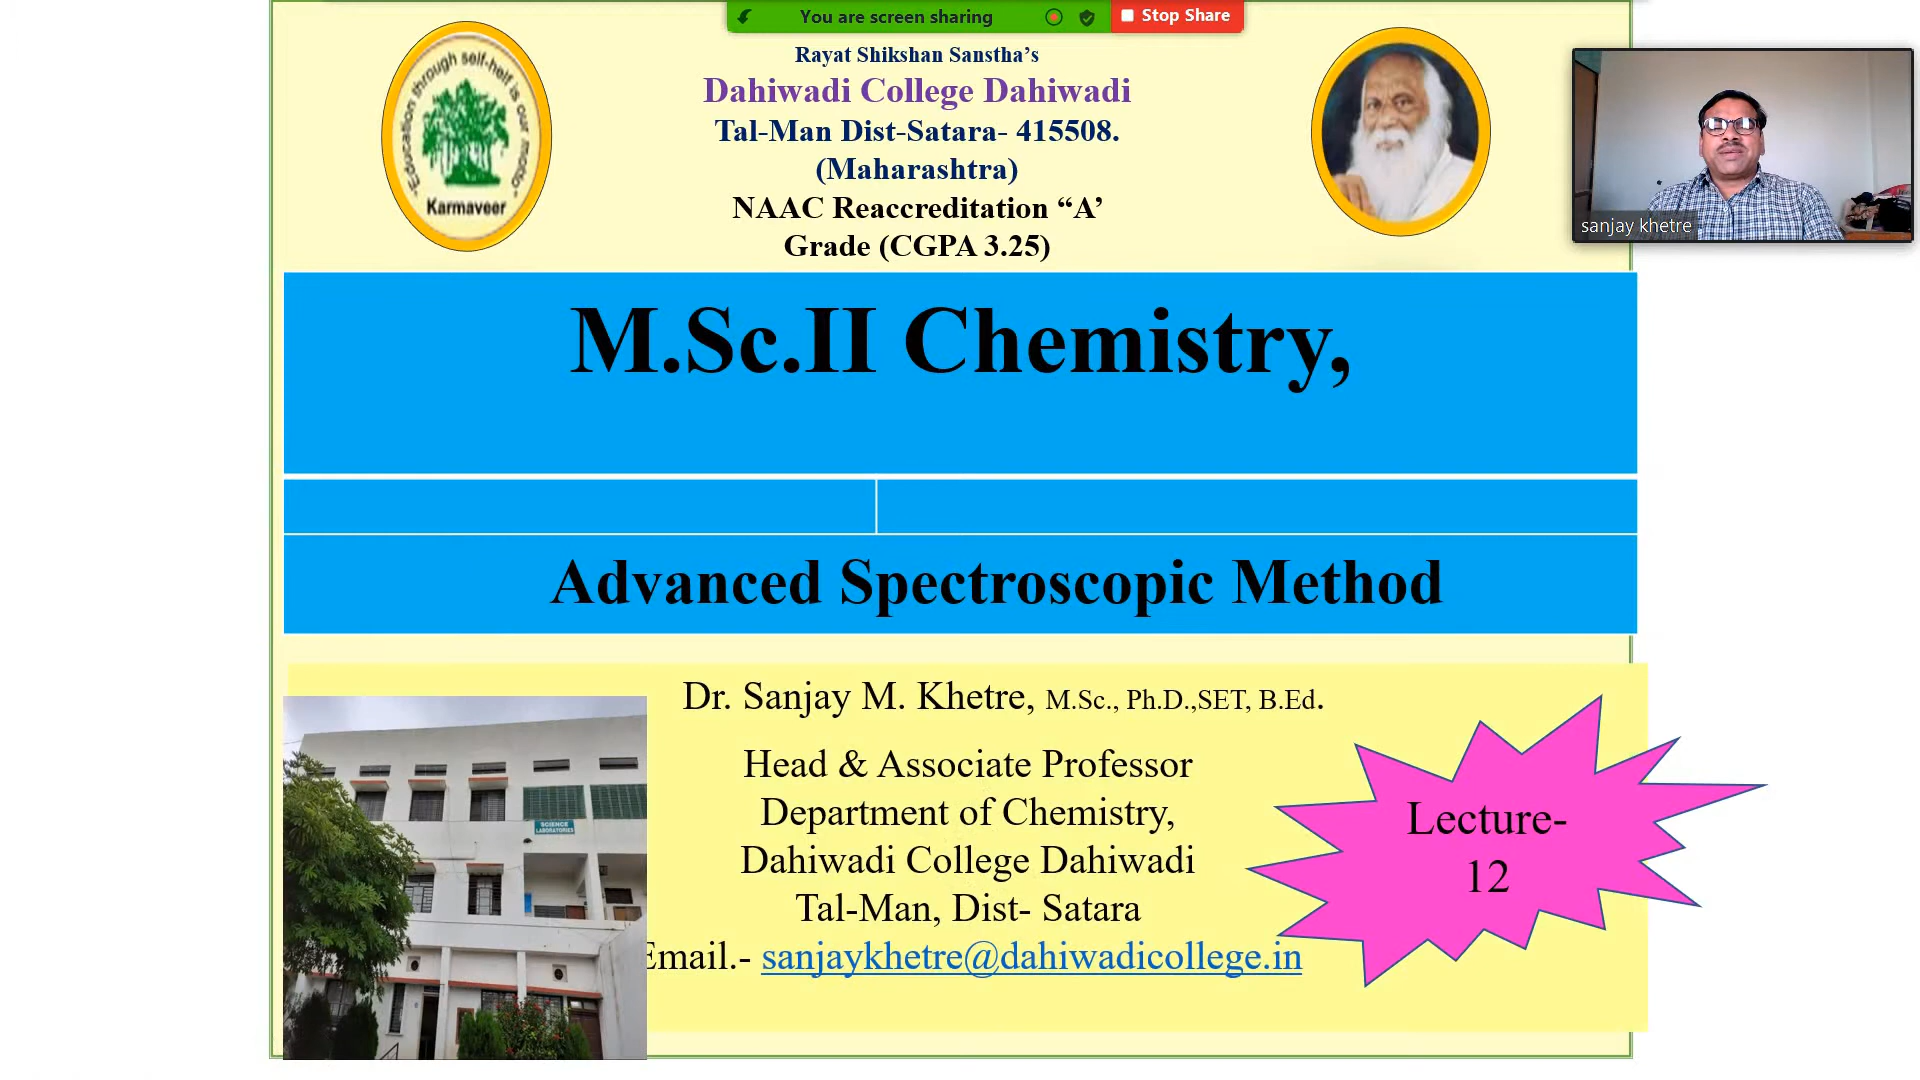 You are screen sharing
Stop Share
Rayat Shikshan Sanstha’s
Dahiwadi College Dahiwadi
Tal-Man Dist-Satara- 415508.
(Maharashtra)
NAAC Reaccreditation “A’
Grade (CGPA 3.25)
"Education through self-help is our motto"
Karmaveer
sanjay khetre
M.Sc.II Chemistry,
Advanced Spectroscopic Method
Dr. Sanjay M. Khetre, M.Sc., Ph.D.,SET, B.Ed.
Head & Associate Professor
Department of Chemistry,
Dahiwadi College Dahiwadi
Tal-Man, Dist- Satara
Email.- sanjaykhetre@dahiwadicollege.in
SCIENCE
LABORATORIES
Lecture-
12